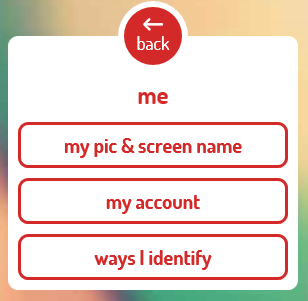 back
me
my pic & screen name
my account
ways I identify